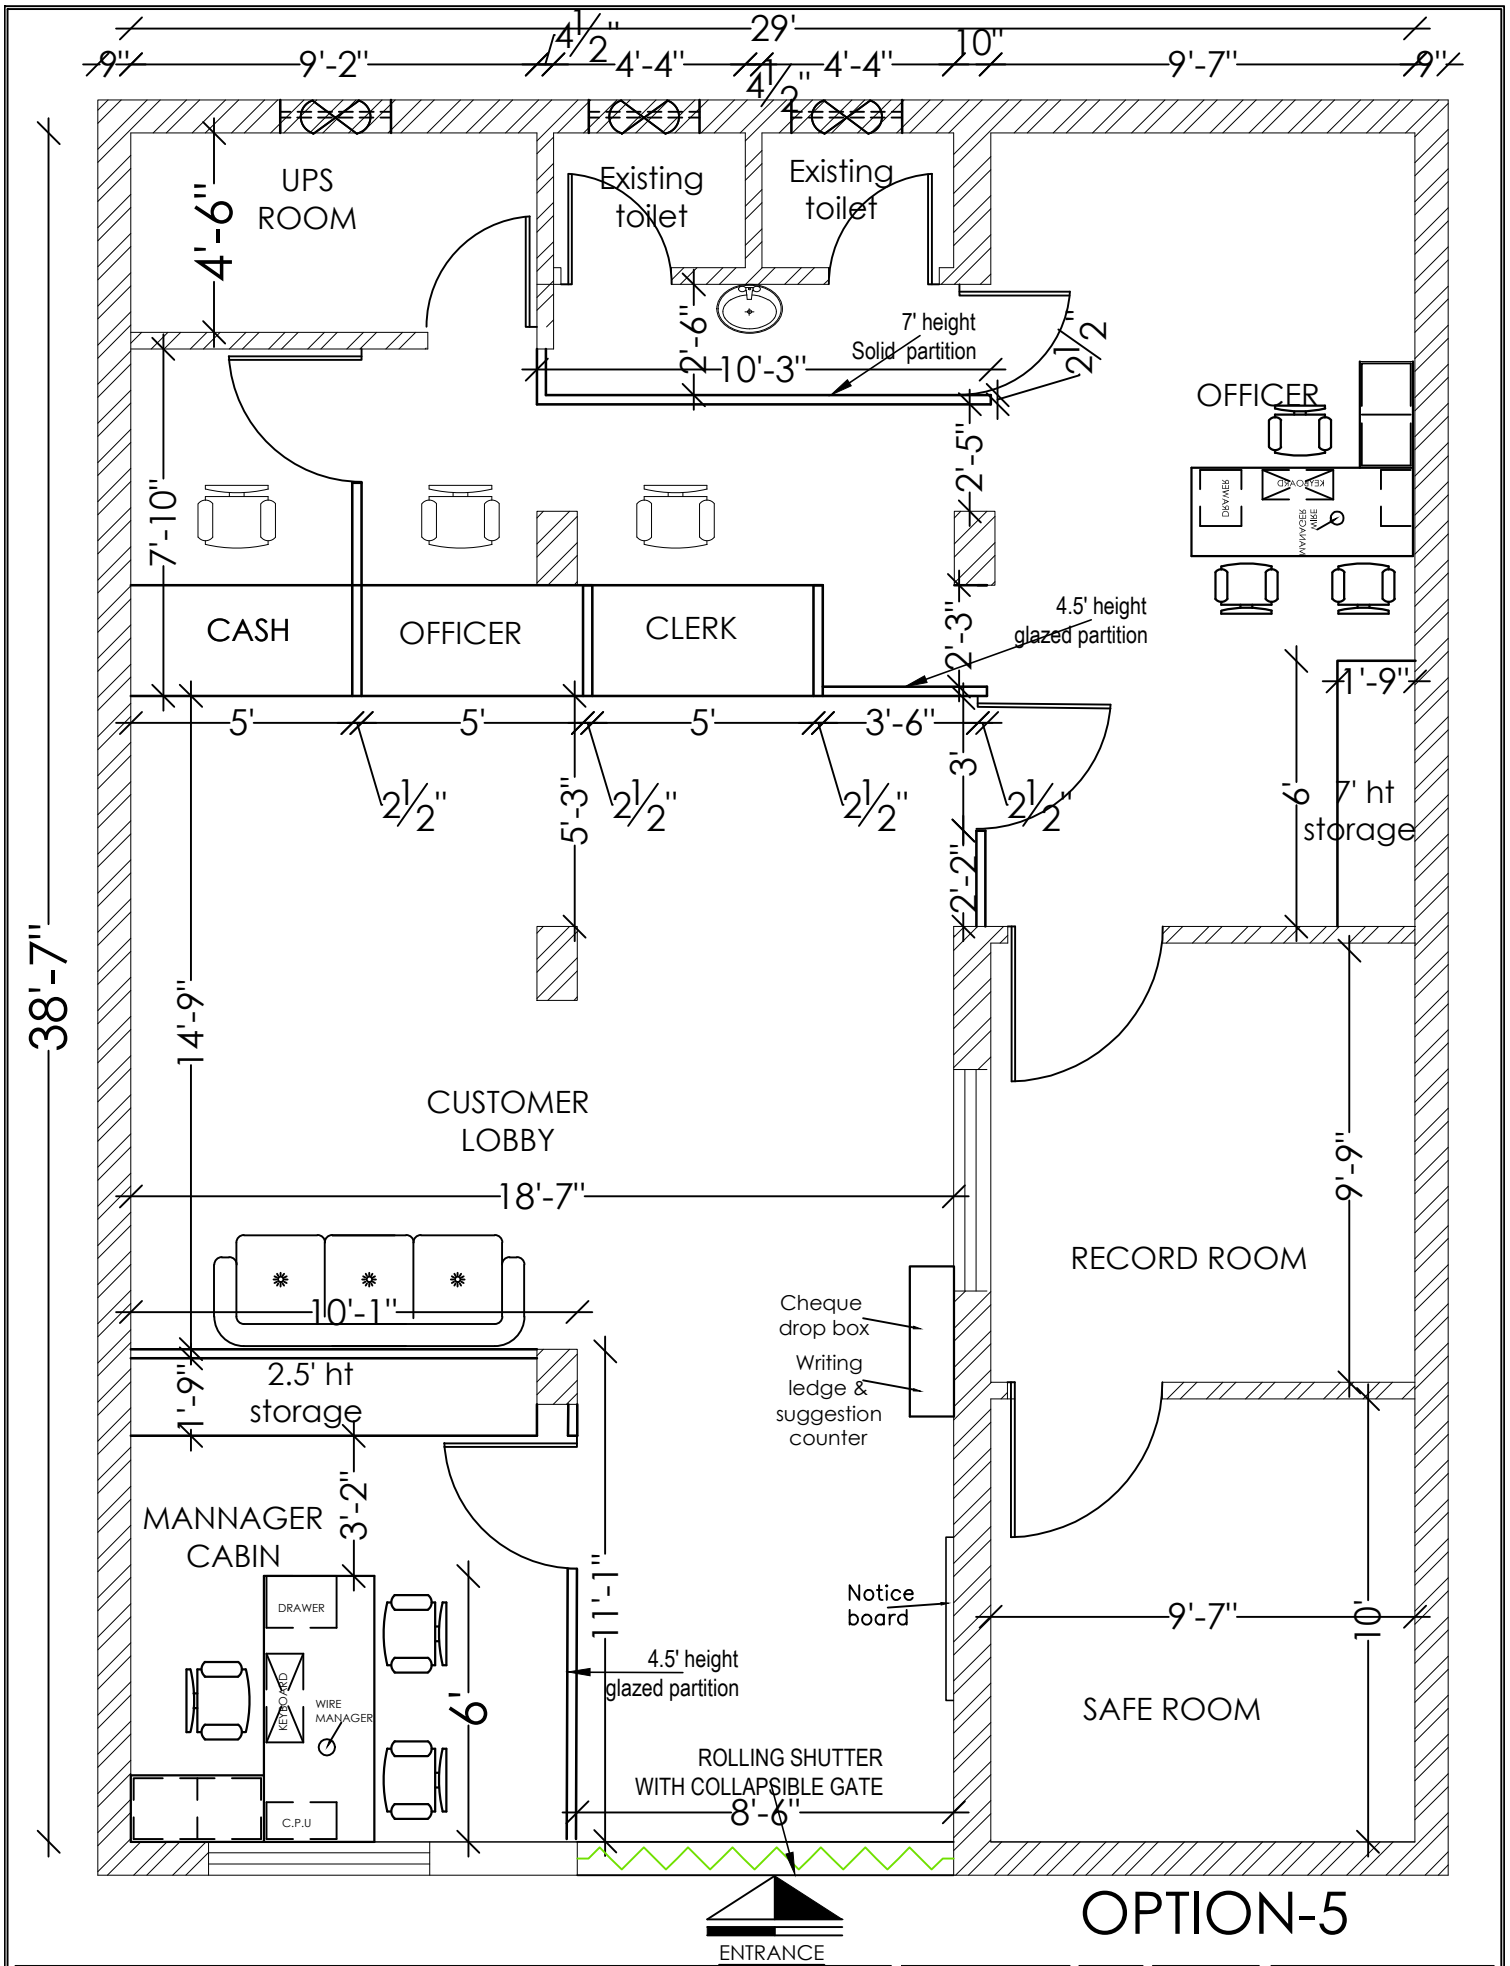 29'
9"
9'-2"
4½"
4'-4"
4½"
4'-4"
10"
9'-7"
9"
UPS
ROOM
Existing
toilet
Existing
toilet
4'-6"
2'-6"
7' height
Solid partition
10'-3"
2½"
OFFICER
DRAWER
KEYBOARD
WIRE
MANAGER
2'-5"
7'-10"
CASH
OFFICER
CLERK
2'-3"
4.5' height
glazed partition
1'-9"
5'
5'
5'
3'-6"
2½"
2½"
2½"
2½"
3'
5'-3"
6'
7' ht
storage
2'-2"
38'-7"
14'-9"
CUSTOMER
LOBBY
18'-7"
9'-9"
RECORD ROOM
10'-1"
Cheque
drop box
Writing
ledge &
suggestion
counter
2.5' ht
storage
1'-9"
3'-2"
MANNAGER
CABIN
11'-1"
DRAWER
KEYBOARD
WIRE
MANAGER
C.P.U
6'
Notice
board
4.5' height
glazed partition
9'-7"
10'
SAFE ROOM
ROLLING SHUTTER
WITH COLLAPSIBLE GATE
8'-6"
OPTION-5
ENTRANCE